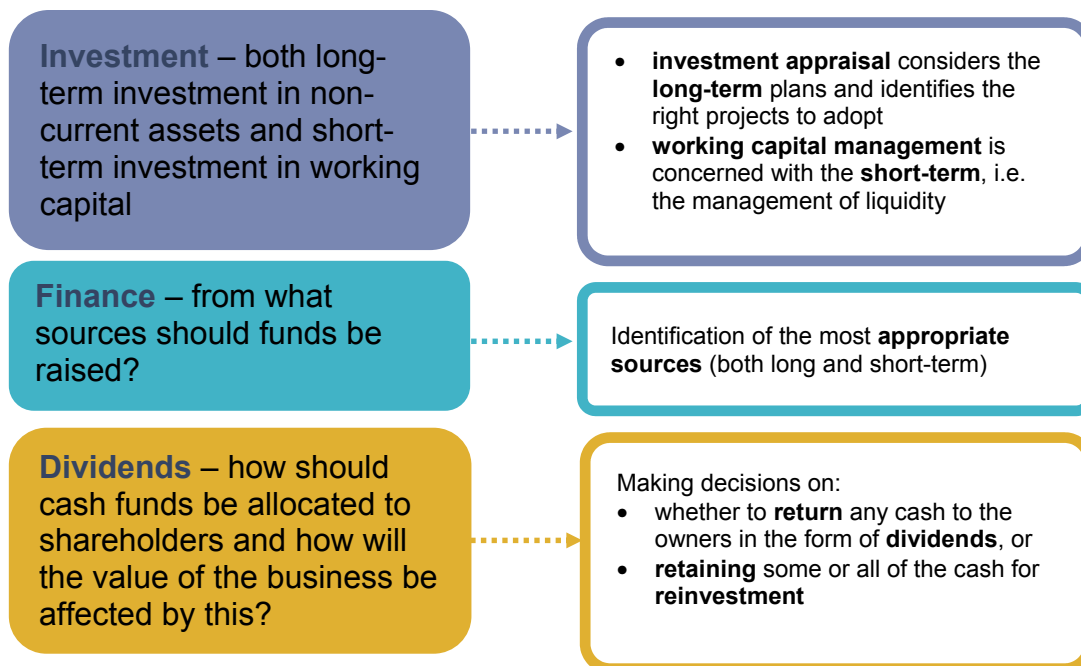 Investment – both long-
term investment in non-
current assets and short-
term investment in working
capital
• investment appraisal considers the
long-term plans and identifies the
right projects to adopt
• working capital management is
concerned with the short-term, i.e.
the management of liquidity
Finance – from what
sources should funds be
raised?
Identification of the most appropriate
sources (both long and short-term)
Dividends – how should
cash funds be allocated to
shareholders and how will
the value of the business be
affected by this?
Making decisions on:
• whether to return any cash to the
owners in the form of dividends, or
• retaining some or all of the cash for
reinvestment